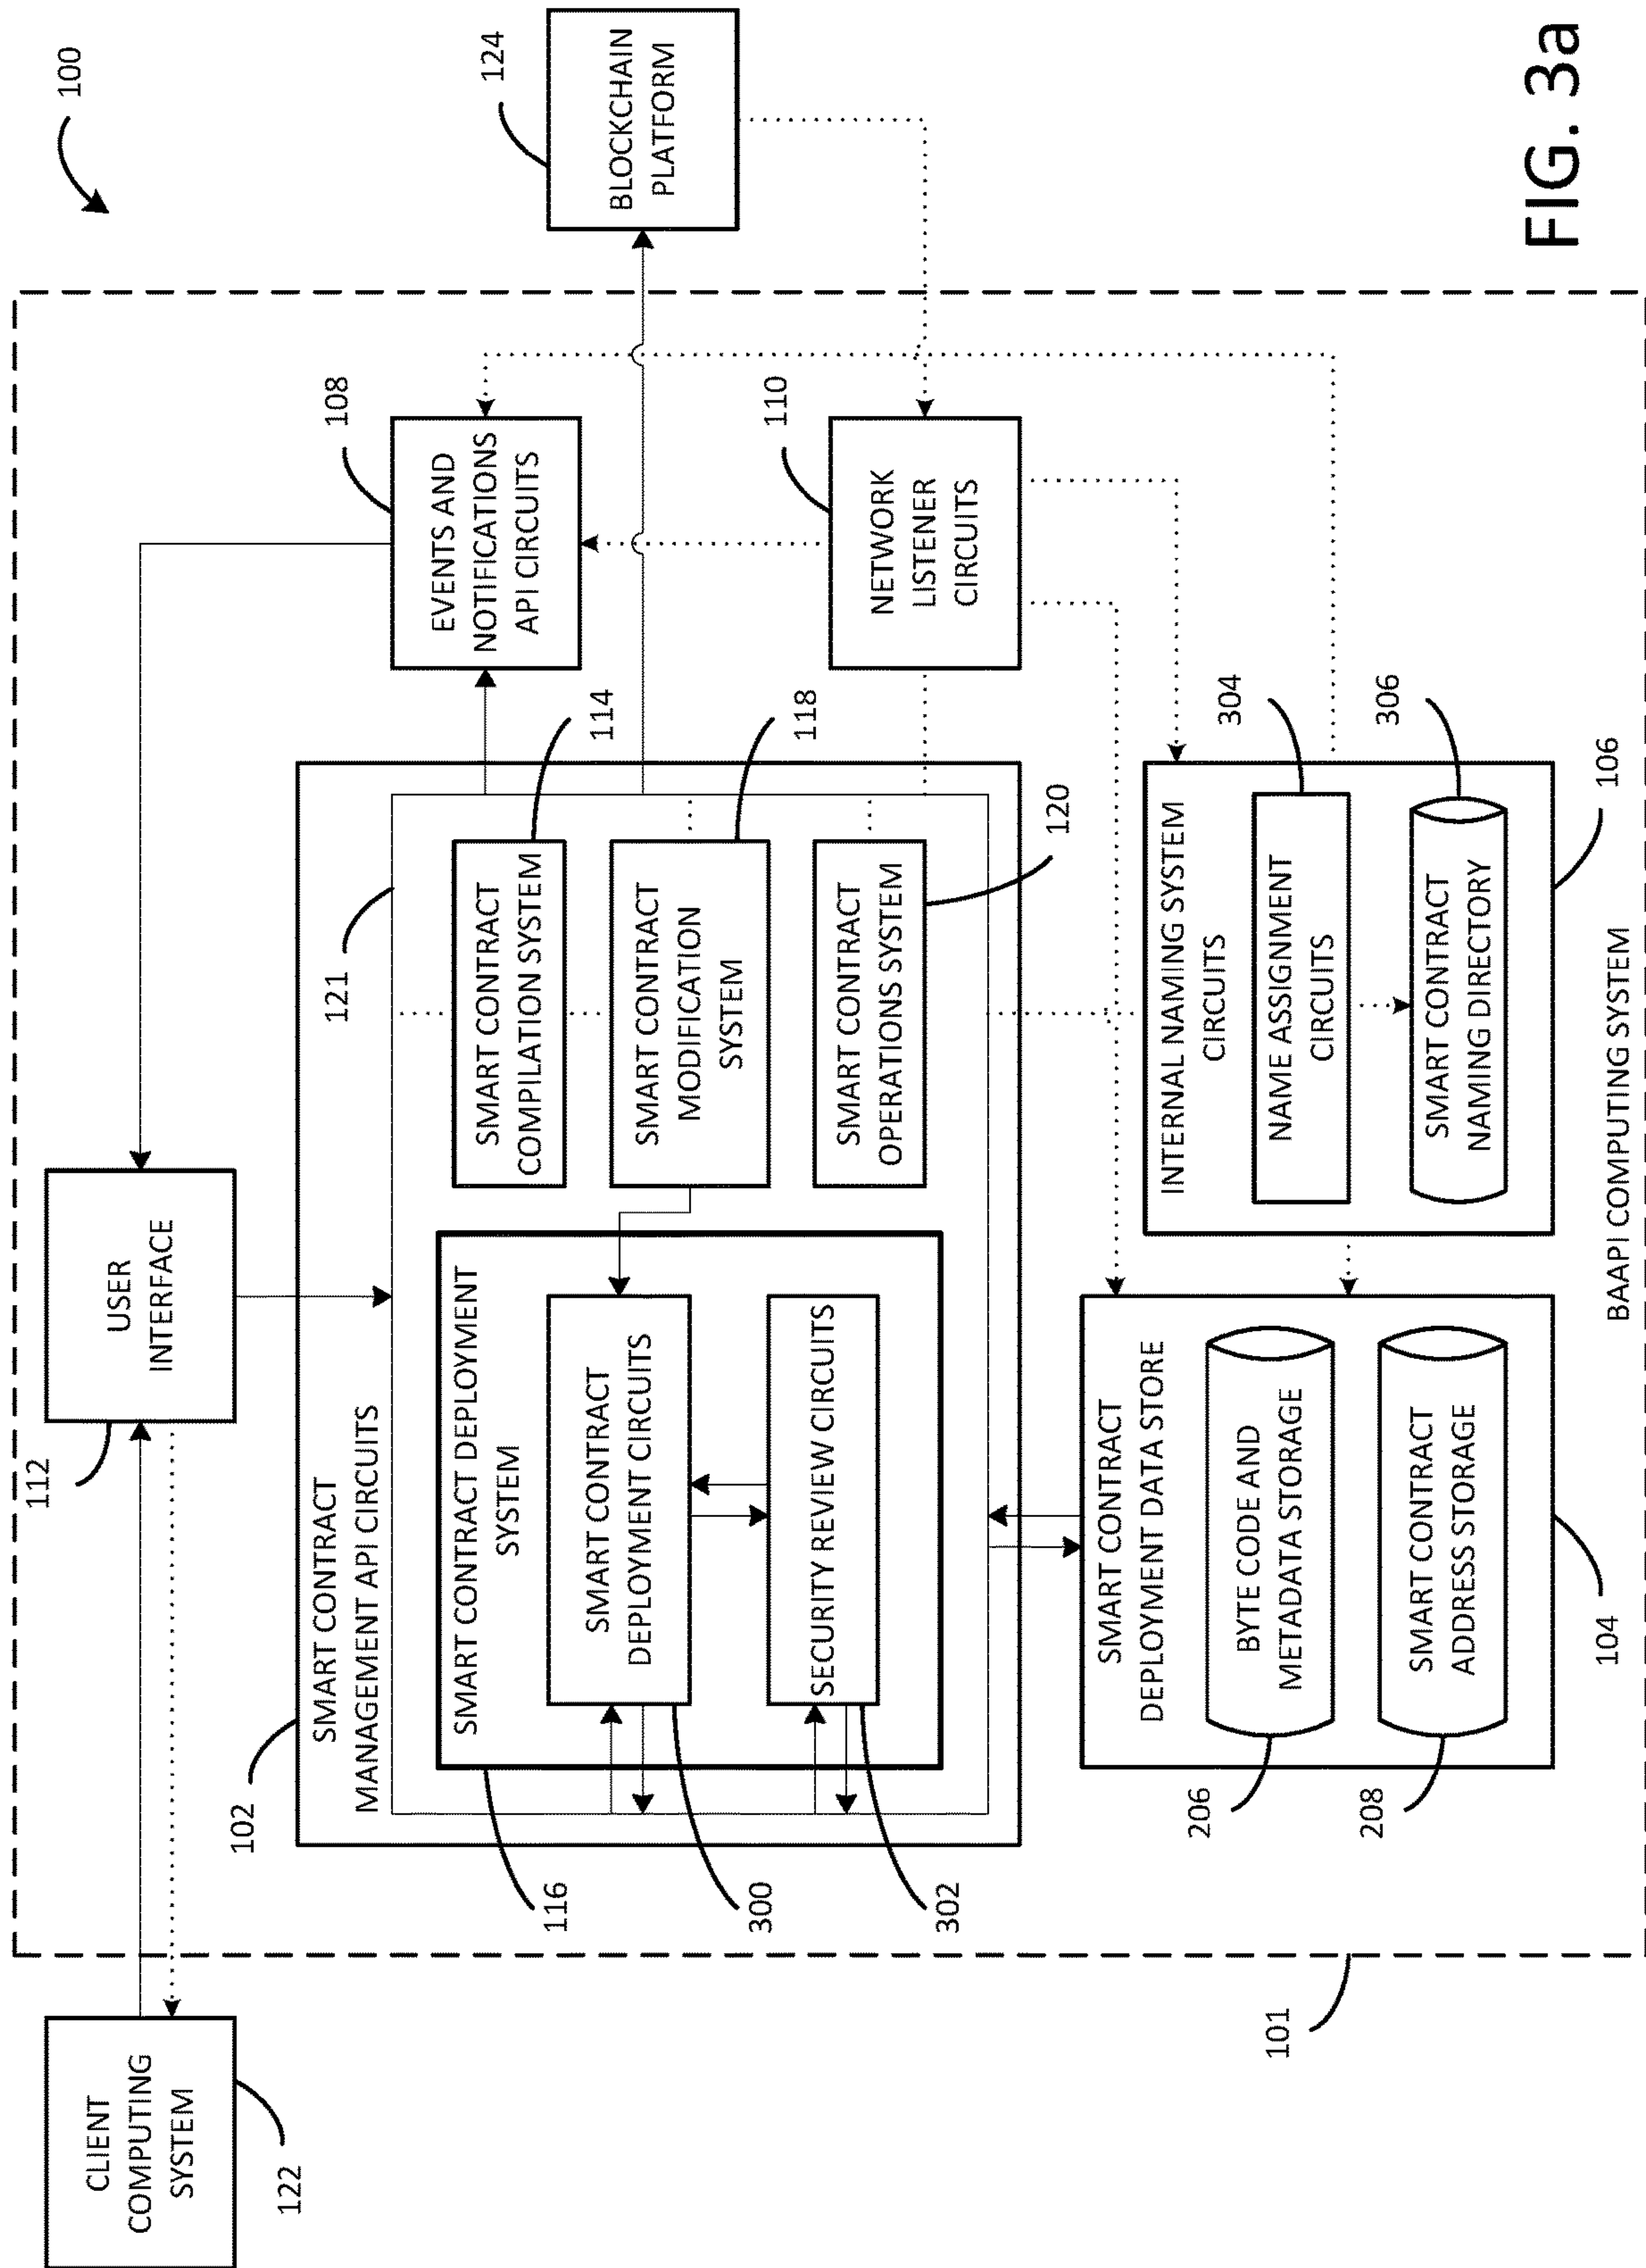 100
CLIENT
COMPUTING
SYSTEM
122
112
USER
INTERFACE
EVENTS AND
NOTIFICATIONS
API CIRCUITS
108
BLOCKCHAIN
PLATFORM
124
102
SMART CONTRACT
MANAGEMENT API CIRCUITS
121
116
SMART CONTRACT DEPLOYMENT
SYSTEM
SMART CONTRACT
DEPLOYMENT CIRCUITS
300
SECURITY REVIEW CIRCUITS
302
SMART CONTRACT
COMPILATION SYSTEM
114
SMART CONTRACT
MODIFICATION
SYSTEM
118
SMART CONTRACT
OPERATIONS SYSTEM
120
NETWORK
LISTENER
CIRCUITS
110
SMART CONTRACT
DEPLOYMENT DATA STORE
BYTE CODE AND
METADATA STORAGE
206
SMART CONTRACT
ADDRESS STORAGE
208
104
INTERNAL NAMING SYSTEM
CIRCUITS
NAME ASSIGNMENT
CIRCUITS
304
SMART CONTRACT
NAMING DIRECTORY
306
106
101
BAAPI COMPUTING SYSTEM
FIG. 3a